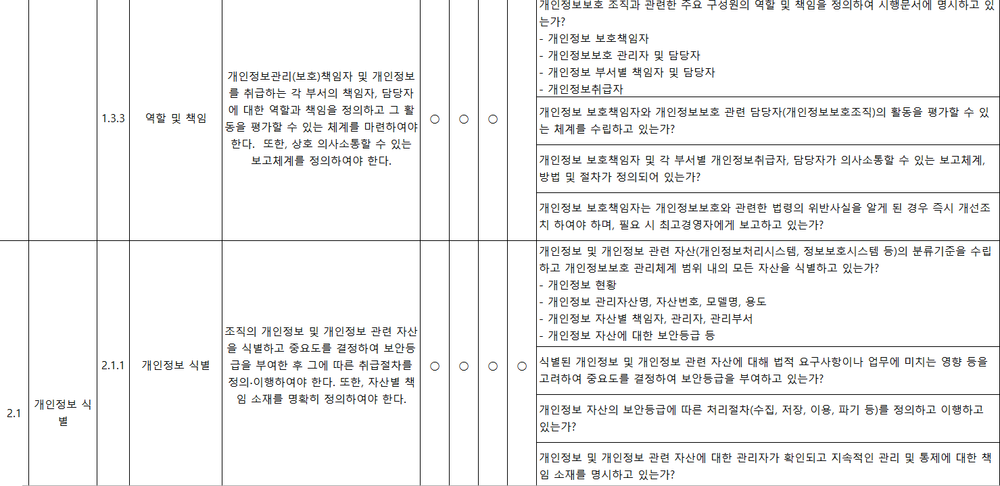 개인정보보호 조직과 관련한 주요 구성원의 역할 및 책임을 정의하여 시행문서에 명시하고 있
는가?
- 개인정보 보호책임자
- 개인정보보호 관리자 및 담당자
- 개인정보 부서별 책임자 및 담당자
- 개인정보취급자
1.3.3
역할 및 책임
개인정보관리(보호)책임자 및 개인정보
를 취급하는 각 부서의 책임자, 담당자
에 대한 역할과 책임을 정의하고 그 활
동을 평가할 수 있는 체계를 마련하여야
한다. 또한, 상호 의사소통할 수 있는
보고체계를 정의하여야 한다.
○ ○ ○
개인정보 보호책임자와 개인정보보호 관련 담당자(개인정보보호조직)의 활동을 평가할 수 있
는 체계를 수립하고 있는가?
개인정보 보호책임자 및 각 부서별 개인정보취급자, 담당자가 의사소통할 수 있는 보고체계,
방법 및 절차가 정의되어 있는가?
개인정보 보호책임자는 개인정보보호와 관련한 법령의 위반사실을 알게 된 경우 즉시 개선조
치 하여야 하며, 필요 시 최고경영자에게 보고하고 있는가?
2.1
개인정보 식
별
2.1.1
개인정보 식별
조직의 개인정보 및 개인정보 관련 자산
을 식별하고 중요도를 결정하여 보안등
급을 부여한 후 그에 따른 취급절차를
정의·이행하여야 한다. 또한, 자산별 책
임 소재를 명확히 정의하여야 한다.
○ ○ ○ ○
개인정보 및 개인정보 관련 자산(개인정보처리시스템, 정보보호시스템 등)의 분류기준을 수립
하고 개인정보보호 관리체계 범위 내의 모든 자산을 식별하고 있는가?
- 개인정보 현황
- 개인정보 관리자산명, 자산번호, 모델명, 용도
- 개인정보 자산별 책임자, 관리자, 관리부서
- 개인정보 자산에 대한 보안등급 등
식별된 개인정보 및 개인정보 관련 자산에 대해 법적 요구사항이나 업무에 미치는 영향 등을
고려하여 중요도를 결정하여 보안등급을 부여하고 있는가?
개인정보 자산의 보안등급에 따른 처리절차(수집, 저장, 이용, 파기 등)를 정의하고 이행하고
있는가?
개인정보 및 개인정보 관련 자산에 대한 관리자가 확인되고 지속적인 관리 및 통제에 대한 책
임 소재를 명시하고 있는가?